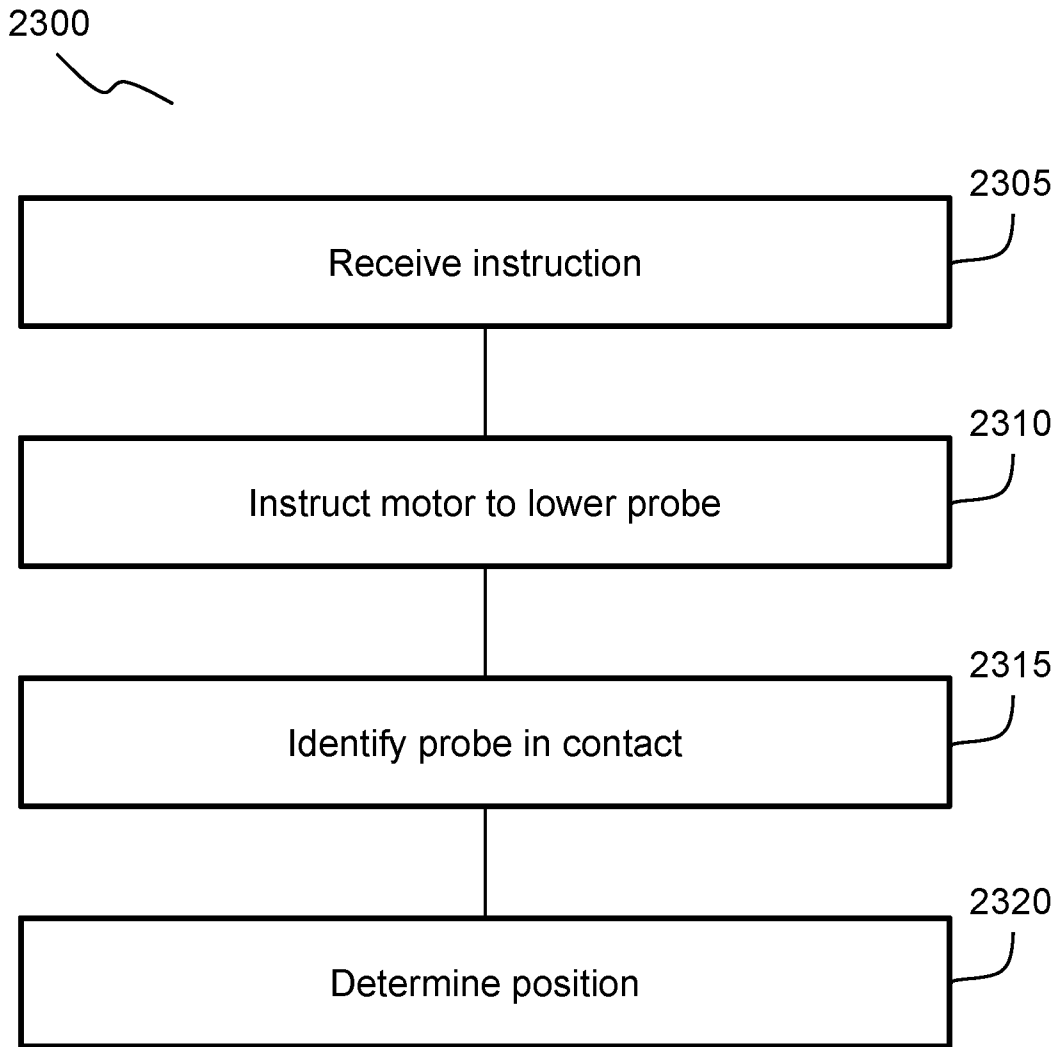 2300
2305
Receive instruction
2310
Instruct motor to lower probe
2315
Identify probe in contact
2320
Determine position